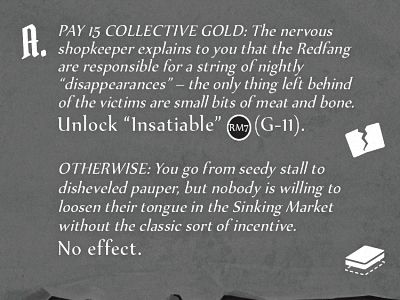 A. PAY 15 COLLECTIVE GOLD: The nervous
shopkeeper explains to you that the Redfang
are responsible for a string of nightly
“disappearances” – the only thing left behind
of the victims are small bits of meat and bone.
Unlock “Insatiable” RM7 (G-11).
OTHERWISE: You go from seedy stall to
disheveled pauper, but nobody is willing to
loosen their tongue in the Sinking Market
without the classic sort of incentive.
No effect.